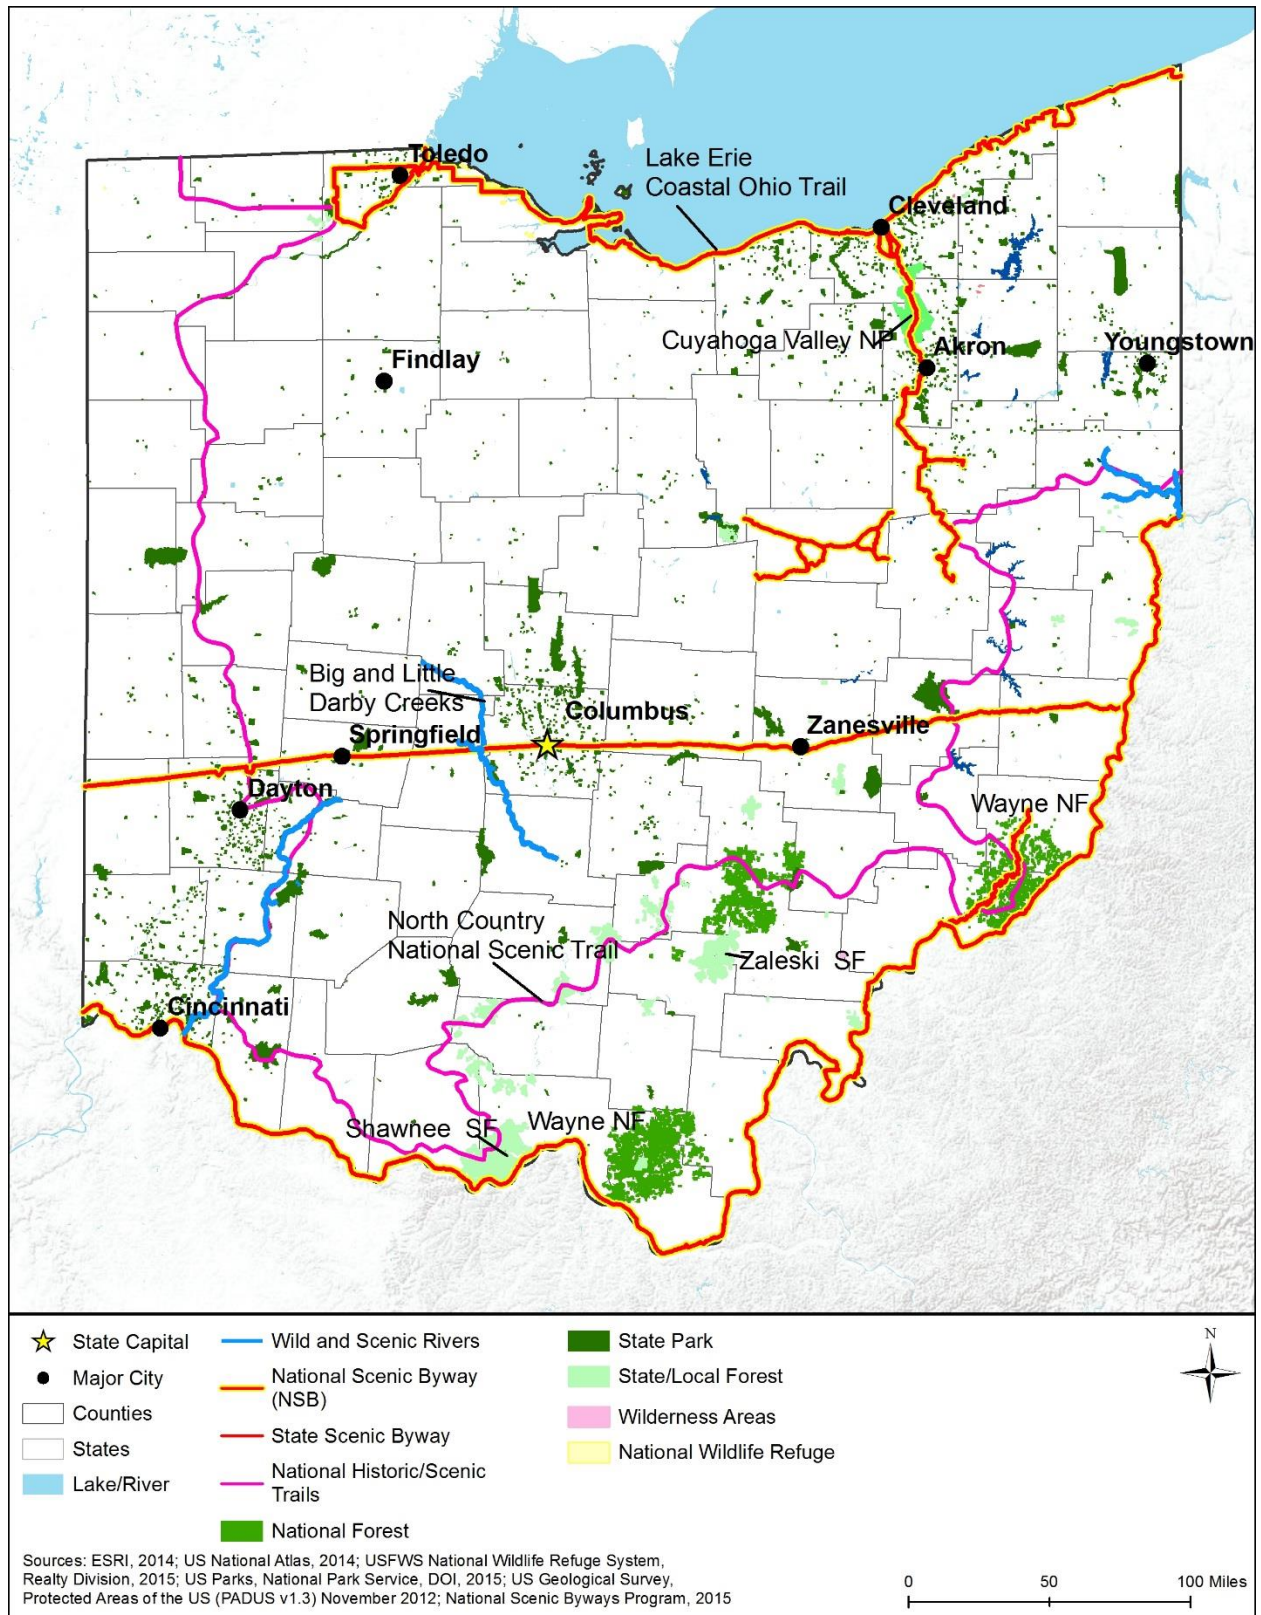 Toledo
Lake Erie
Coastal Ohio Trail
Cleveland
Cuyahoga Valley NP
Akron
Youngstown
Findlay
Big and Little
Darby Creeks
Columbus
Springfield
Zanesville
Dayton
Wayne NF
North Country
National Scenic Trail
Zaleski SF
Cincinnati
Shawnee SF
Wayne NF
State Capital
Major City
Counties
States
Lake/River
Wild and Scenic Rivers
National Scenic Byway
(NSB)
State Scenic Byway
National Historic/Scenic
Trails
National Forest
State Park
State/Local Forest
Wilderness Areas
National Wildlife Refuge
N
Sources: ESRI, 2014; US National Atlas, 2014; USFWS National Wildlife Refuge System,
Realty Division, 2015; US Parks, National Park Service, DOI, 2015; US Geological Survey,
Protected Areas of the US (PADUS v1.3) November 2012; National Scenic Byways Program, 2015
0 50 100 Miles